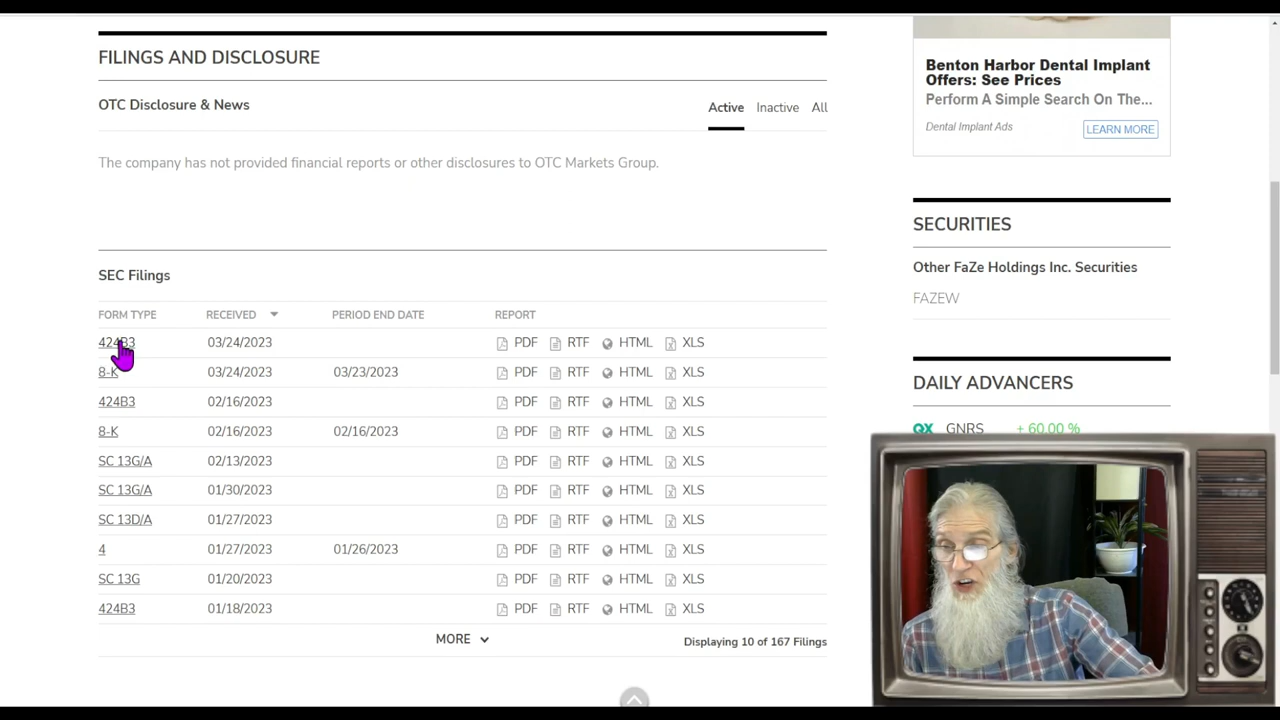 FILINGS AND DISCLOSURE
OTC Disclosure & News
Active Inactive All
The company has not provided financial reports or other disclosures to OTC Markets Group.
SEC Filings
FORM TYPE RECEIVED PERIOD END DATE REPORT
424B3 03/24/2023 PDF RTF HTML XLS
8-K 03/24/2023 03/23/2023 PDF RTF HTML XLS
424B3 02/16/2023 PDF RTF HTML XLS
8-K 02/16/2023 02/16/2023 PDF RTF HTML XLS
SC 13G/A 02/13/2023 PDF RTF HTML XLS
SC 13G/A 01/30/2023 PDF RTF HTML XLS
SC 13D/A 01/27/2023 PDF RTF HTML XLS
4 01/27/2023 01/26/2023 PDF RTF HTML XLS
SC 13G 01/20/2023 PDF RTF HTML XLS
424B3 01/18/2023 PDF RTF HTML XLS
MORE Displaying 10 of 167 Filings
Benton Harbor Dental Implant
Offers: See Prices
Perform A Simple Search On The...
Dental Implant Ads LEARN MORE
SECURITIES
Other FaZe Holdings Inc. Securities
FAZEW
DAILY ADVANCERS
QX GNRS + 60.00 %